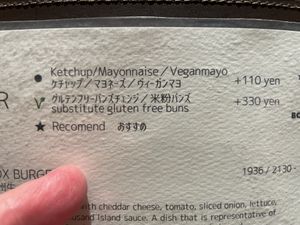 ● Ketchup/Mayonnaise/Veganmayo
ケチャップ／マヨネーズ／ヴィーガンマヨ +110 yen
V グルテンフリーバンズチェンジ／米粉バンズ
substitute gluten free buns +330 yen
R
★ Recomend おすすめ
OX BURGE
1936 / 2130
with cheddar cheese, tomato, sliced onion, lettuce,
usand Island sauce. A dish that is representative of